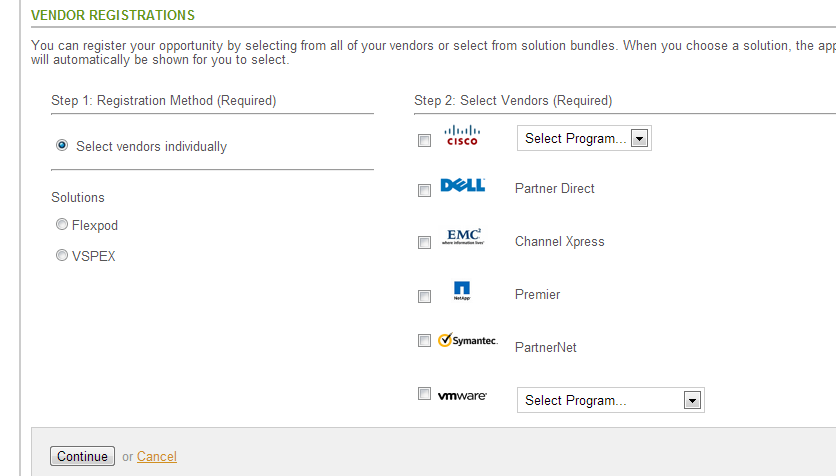 VENDOR REGISTRATIONS
You can register your opportunity by selecting from all of your vendors or select from solution bundles. When you choose a solution, the app
will automatically be shown for you to select.
Step 1: Registration Method (Required)
Select vendors individually
Solutions
Flexpod
VSPEX
Step 2: Select Vendors (Required)
CISCO
Select Program...
DELL
Partner Direct
EMC²
where information lives®
Channel Xpress
NetApp
Premier
Symantec.
PartnerNet
vmware
Select Program...
Continue or Cancel